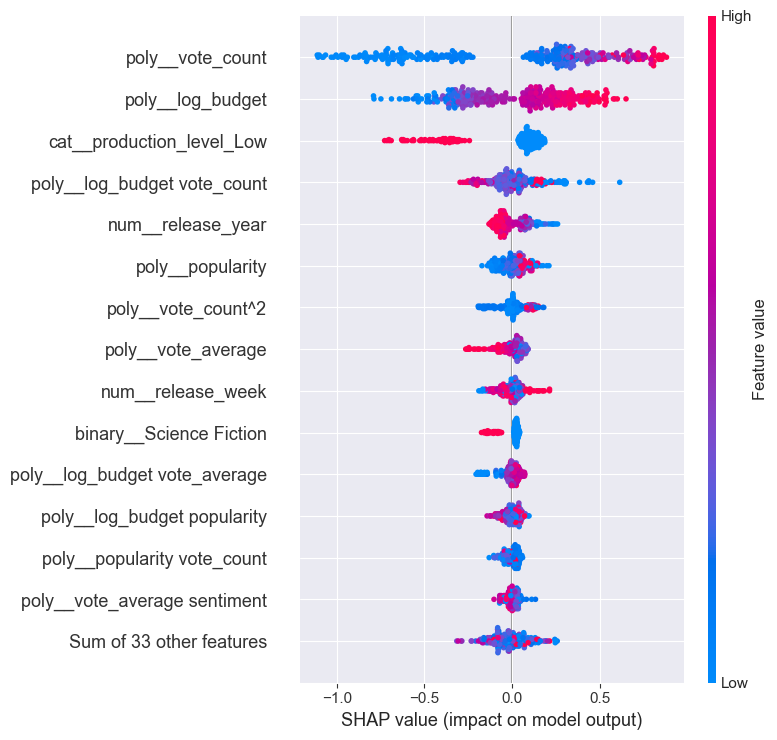 High
poly__vote_count
poly__log_budget
cat__production_level_Low
poly__log_budget vote_count
num__release_year
poly__popularity
poly__vote_count^2
poly__vote_average
num__release_week
binary__Science Fiction
poly__log_budget vote_average
poly__log_budget popularity
poly__popularity vote_count
poly__vote_average sentiment
Sum of 33 other features
Feature value
Low
−1.0 −0.5 0.0 0.5
SHAP value (impact on model output)